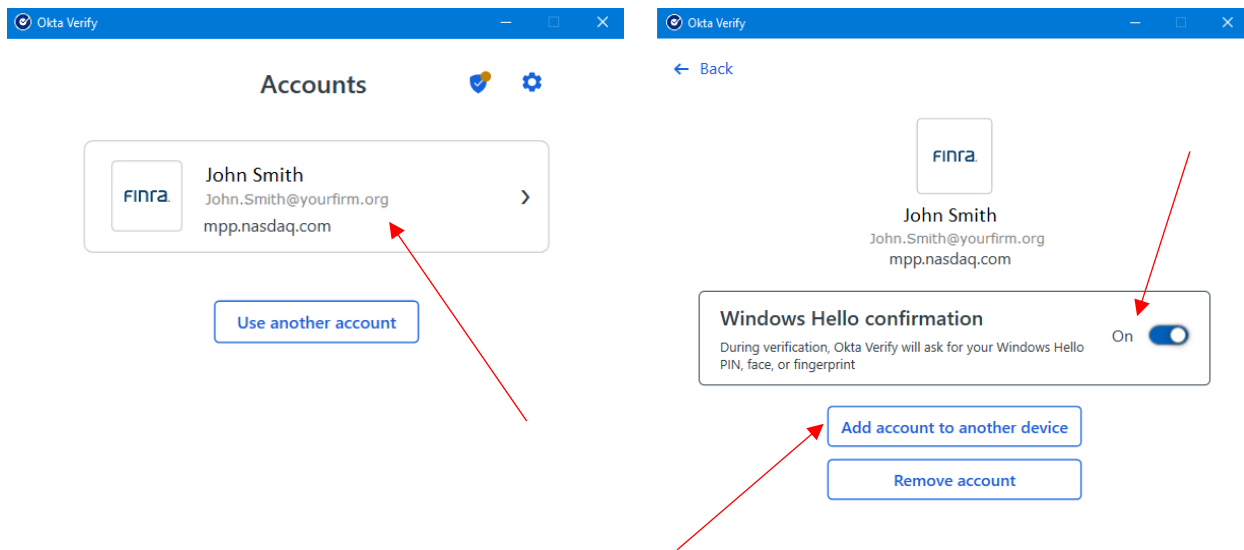 Okta Verify
Accounts
FINRA.
John Smith
John.Smith@yourfirm.org
mpp.nasdaq.com
Use another account
Okta Verify
Back
FINRA.
John Smith
John.Smith@yourfirm.org
mpp.nasdaq.com
Windows Hello confirmation
During verification, Okta Verify will ask for your Windows Hello
PIN, face, or fingerprint
On
Add account to another device
Remove account